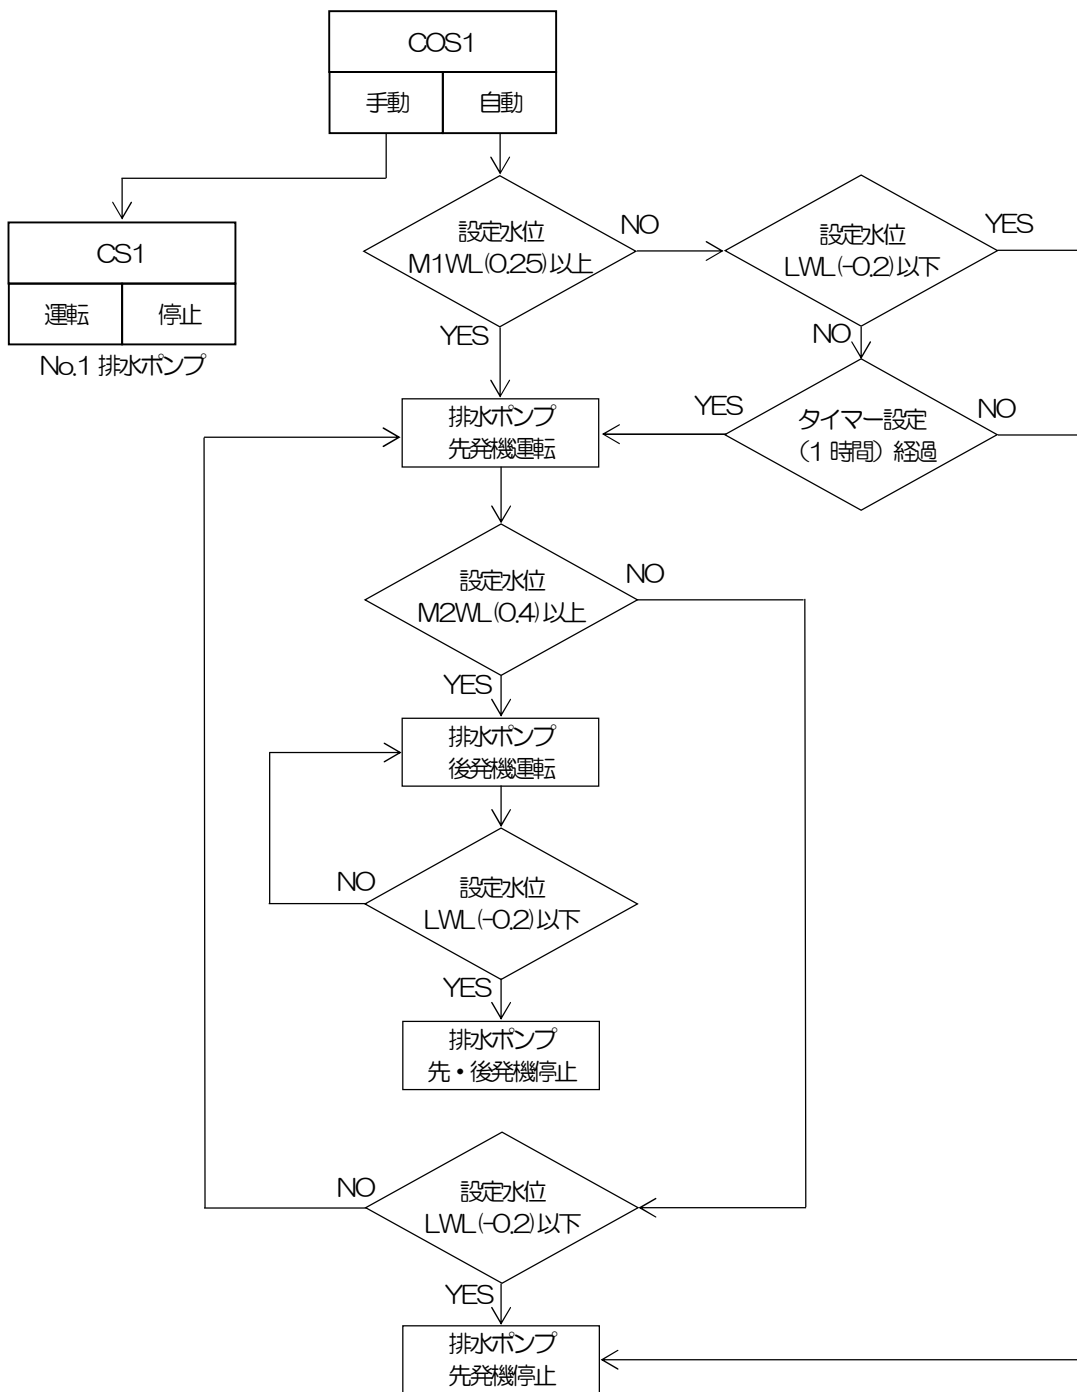 COS1
手動
自動
CS1
運転
停止
No.1 排水ポンプ
設定水位
M1WL(0.25)以上
NO
YES
設定水位
LWL(-0.2)以下
YES
NO
タイマー設定
(1 時間) 経過
YES
NO
排水ポンプ
先発機運転
設定水位
M2WL(0.4)以上
NO
YES
排水ポンプ
後発機運転
設定水位
LWL(-0.2)以下
NO
YES
排水ポンプ
先・後発機停止
設定水位
LWL(-0.2)以下
NO
YES
排水ポンプ
先発機停止